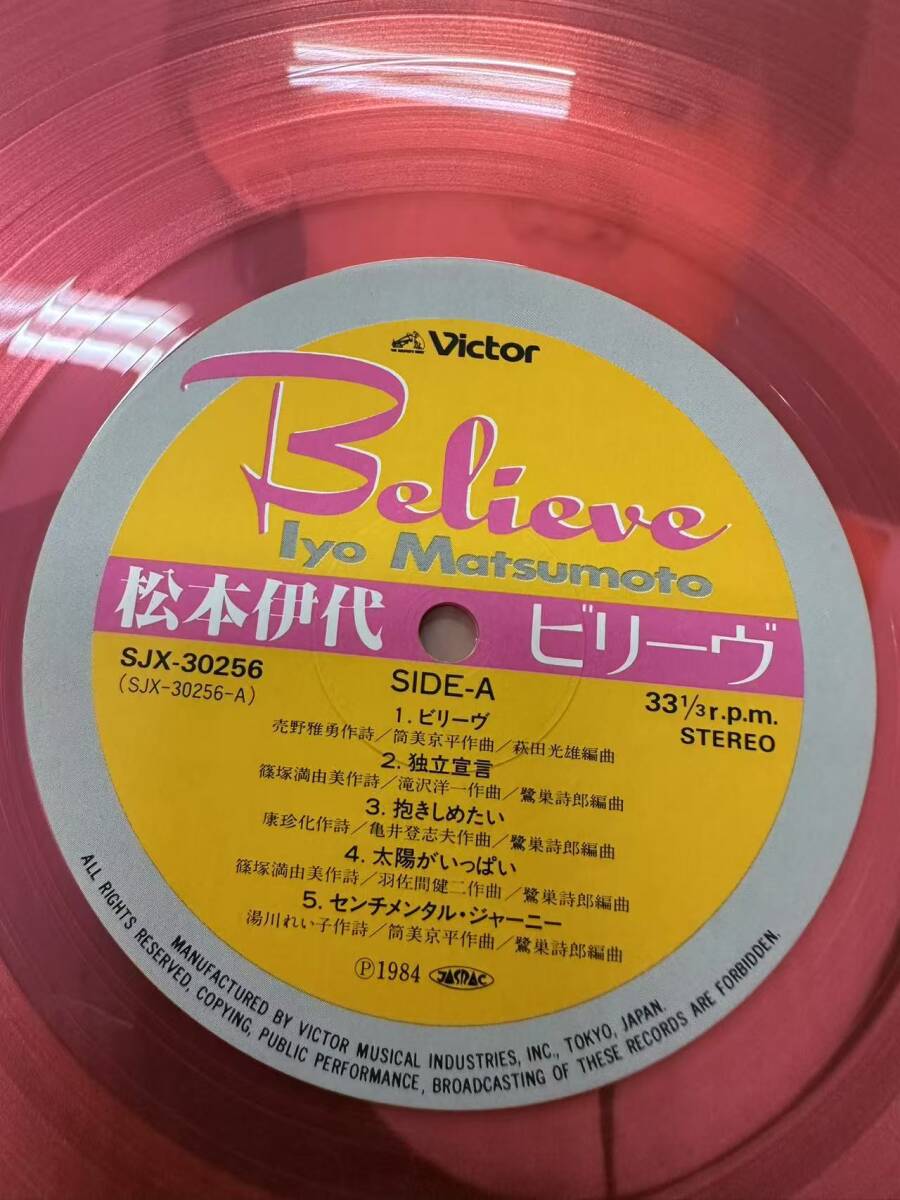 Victor
Believe
Iyo Matsumoto
松本伊代 ビリーヴ
SJX-30256
(SJX-30256-A)
SIDE-A
33 1/3 r.p.m.
STEREO
1. ビリーヴ
売野雅勇作詩/筒美京平作曲/萩田光雄編曲
2. 独立宣言
篠塚満由美作詩/滝沢洋一作曲/鷺巣詩郎編曲
3. 抱きしめたい
康珍化作詩/亀井登志夫作曲/鷺巣詩郎編曲
4. 太陽がいっぱい
篠塚満由美作詩/羽佐間健二作曲/鷺巣詩郎編曲
5. センチメンタル・ジャーニー
湯川れい子作詩/筒美京平作曲/鷺巣詩郎編曲
Ⓟ1984 JASRAC
MANUFACTURED BY VICTOR MUSICAL INDUSTRIES, INC., TOKYO, JAPAN.
ALL RIGHTS RESERVED, COPYING, PUBLIC PERFORMANCE, BROADCASTING OF THESE RECORDS ARE FORBIDDEN.